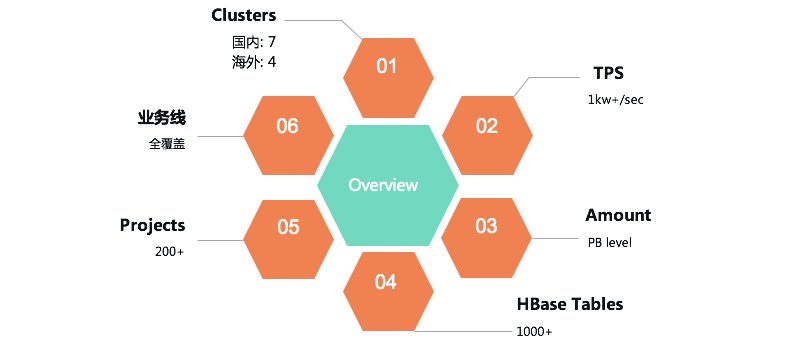 Clusters
国内: 7
海外: 4
01
TPS
1kw+/sec
02
Amount
PB level
03
HBase Tables
1000+
04
Projects
200+
05
业务线
全覆盖
06
Overview